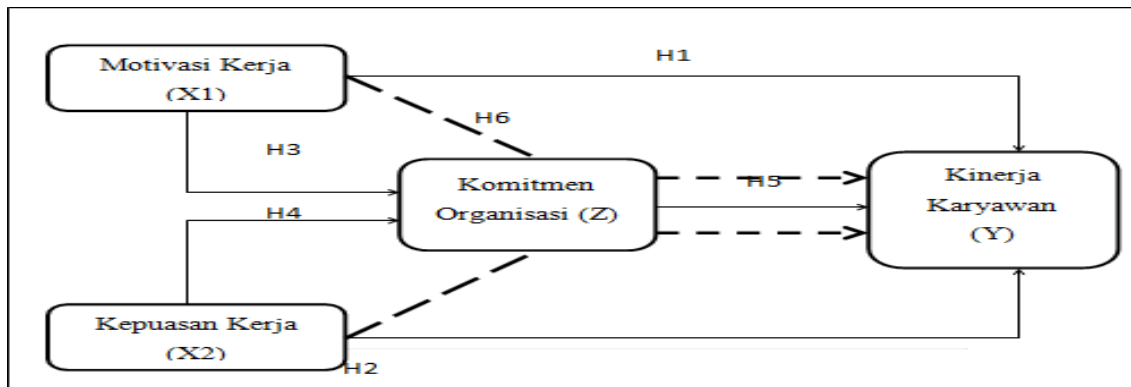 Motivasi Kerja
(X1)
H1
H6
H3
Komitmen
Organisasi (Z)
H5
Kinerja
Karyawan
(Y)
H4
Kepuasan Kerja
(X2)
H2